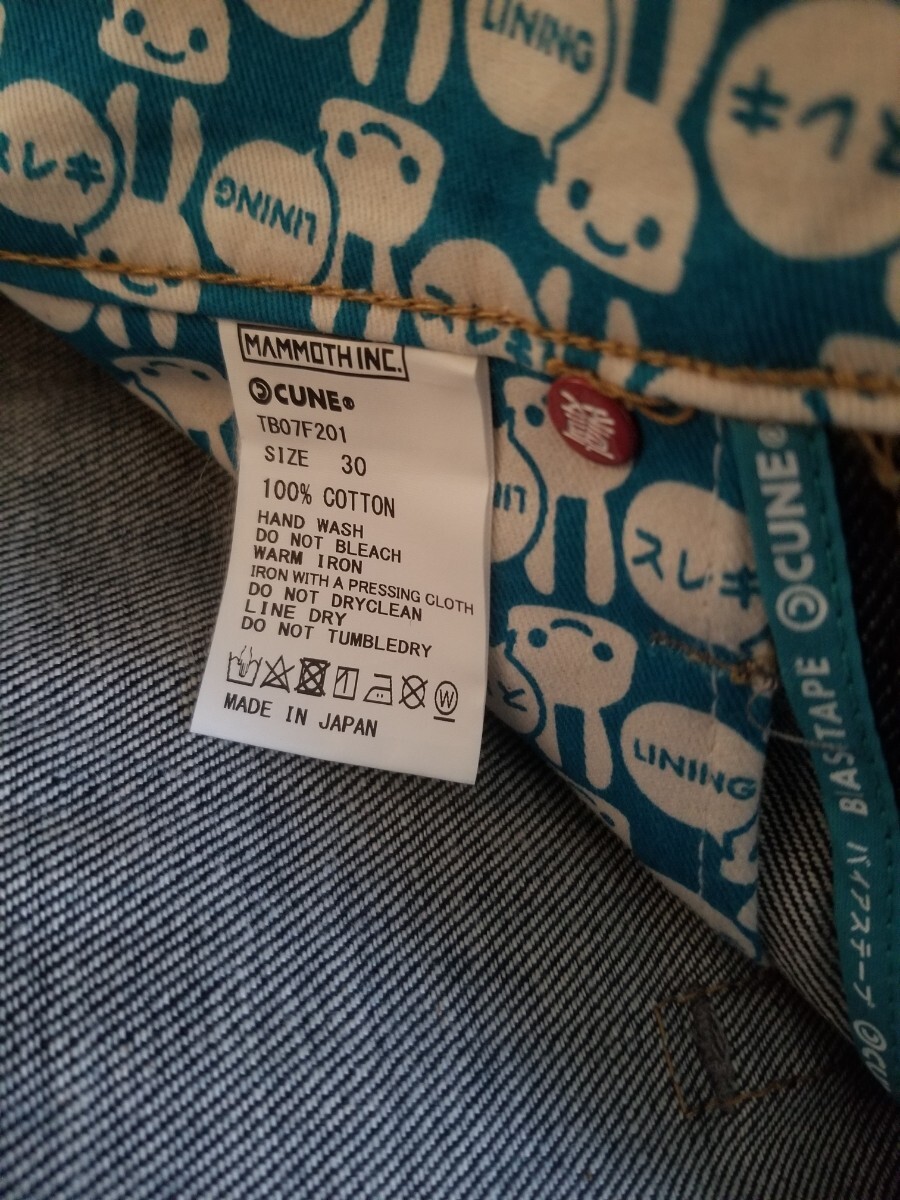 LINING
スレキ
スレキ
LINING
スレキ
MAMMOTH INC.
CUNE®
TB07F201
SIZE 30
100% COTTON
HAND WASH
DO NOT BLEACH
WARM IRON
IRON WITH A PRESSING CLOTH
DO NOT DRYCLEAN
LINE DRY
DO NOT TUMBLEDRY
W
MADE IN JAPAN
スレキ
LINING
CUNE®
BIASTAPE
バイアステープ
CU